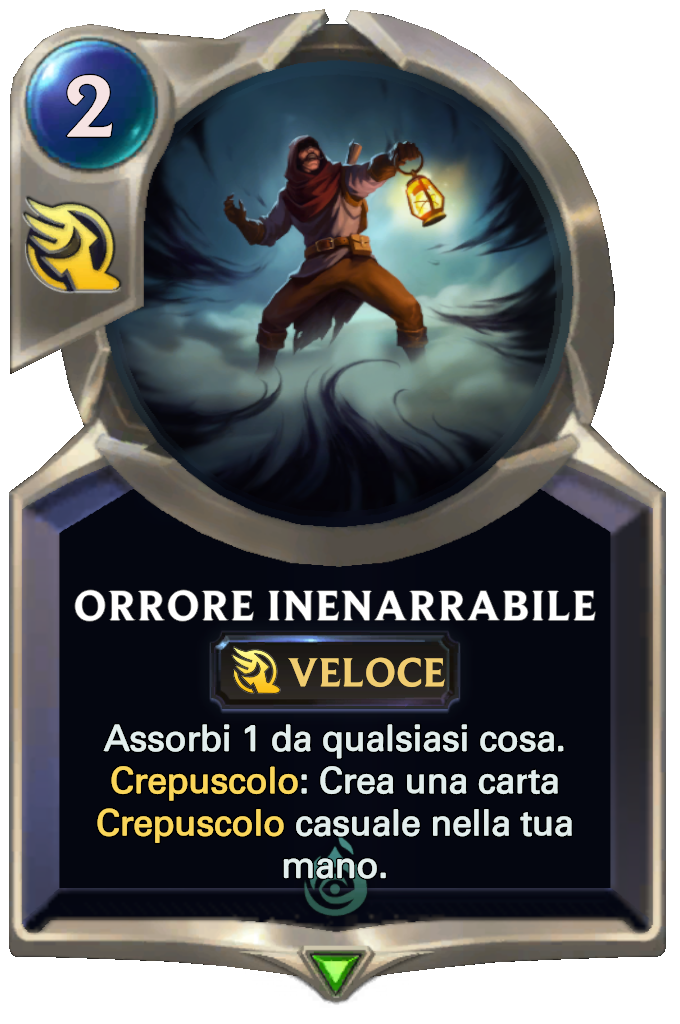 2
ORRORE INENARRABILE
VELOCE
Assorbi 1 da qualsiasi cosa.
Crepuscolo: Crea una carta
Crepuscolo casuale nella tua
mano.